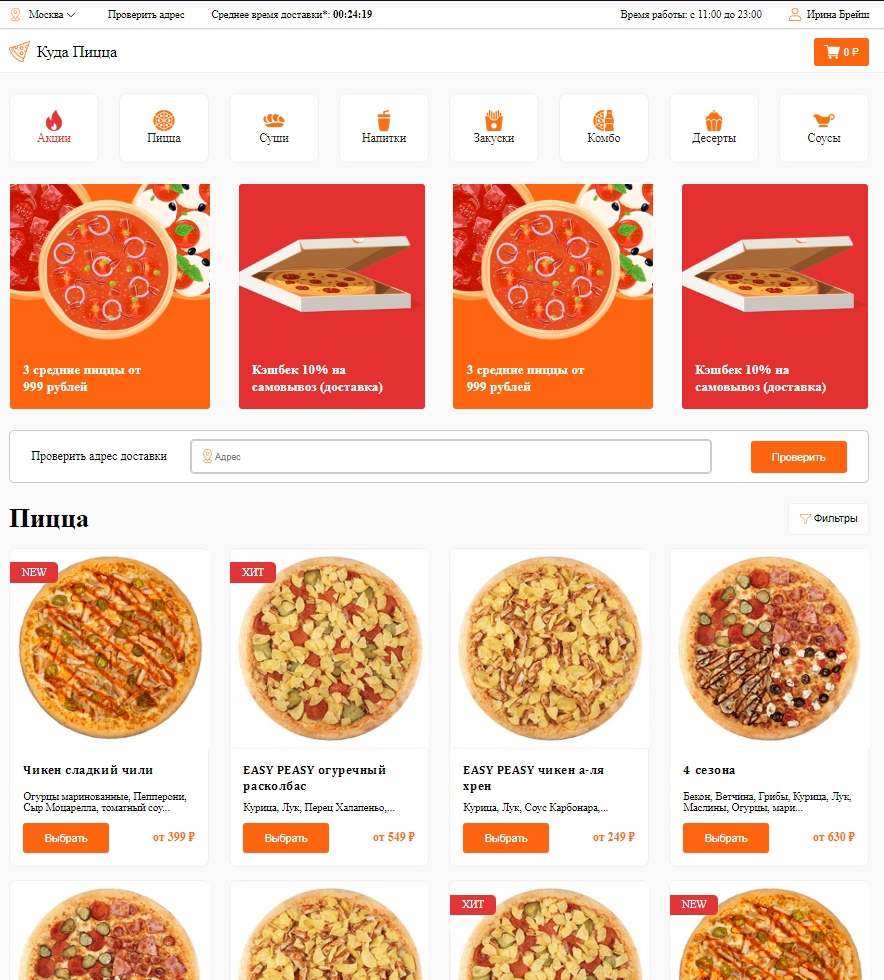 Москва
Проверить адрес
Среднее время доставки*: 00:24:19
Время работы: с 11:00 до 23:00
Ирина Брейш
Куда Пицца
0 ₽
Акции
Пицца
Суши
Напитки
Закуски
Комбо
Десерты
Соусы
3 средние пиццы от
999 рублей
Кэшбек 10% на
самовывоз (доставка)
3 средние пиццы от
999 рублей
Кэшбек 10% на
самовывоз (доставка)
Проверить адрес доставки
Адрес
Проверить
Пицца
Фильтры
NEW
Чикен сладкий чили
Огурцы маринованные, Пепперони,
Сыр Моцарелла, томатный соу...
Выбрать
от 399 ₽
ХИТ
EASY PEASY огуречный
расколбас
Курица, Лук, Перец Халапеньо,...
Выбрать
от 549 ₽
EASY PEASY чикен а-ля
хрен
Курица, Лук, Соус Карбонара,...
Выбрать
от 249 ₽
4 сезона
Бекон, Ветчина, Грибы, Курица, Лук,
Маслины, Огурцы, мари...
Выбрать
от 630 ₽
ХИТ
NEW